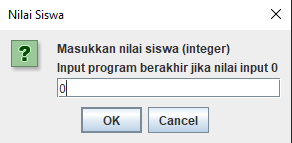 Nilai Siswa
Masukkan nilai siswa (integer)
Input program berakhir jika nilai input 0
0
OK Cancel